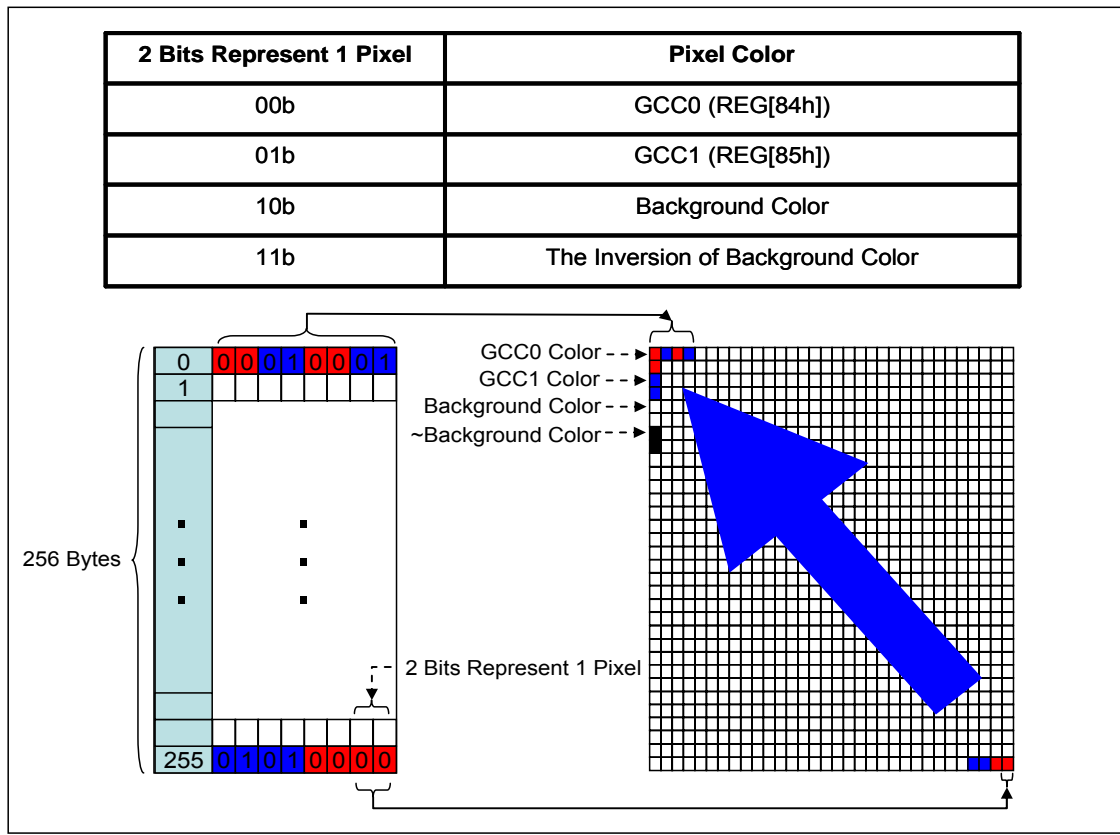 2 Bits Represent 1 Pixel Pixel Color
00b GCC0 (REG[84h])
01b GCC1 (REG[85h])
10b Background Color
11b The Inversion of Background Color
0 0 0 0 1 0 0 0 1
1
256 Bytes
255 0 1 0 1 0 0 0 0
2 Bits Represent 1 Pixel
GCC0 Color
GCC1 Color
Background Color
~Background Color